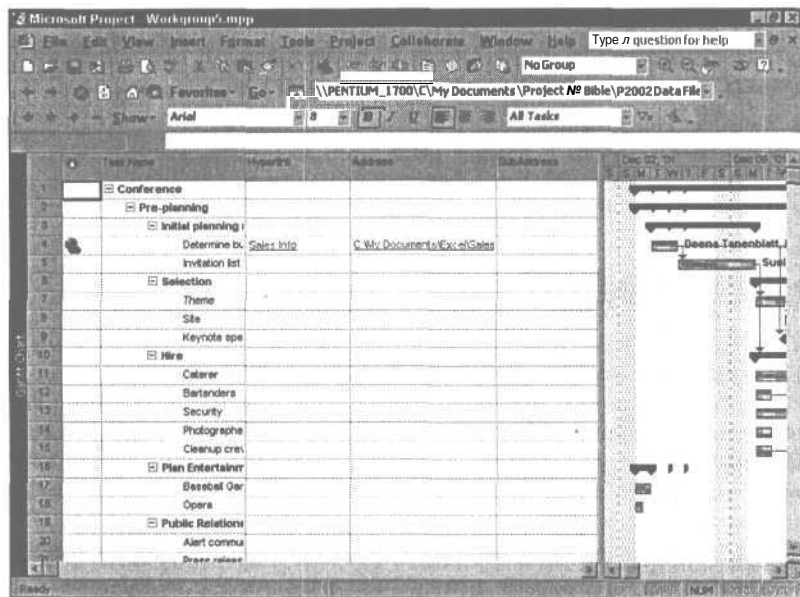 Microsoft Project Workgroup5.mpp
File Edit View Insert Format Tools Project Collaborate Window Help Type л question for help
No Group
Favorites Go \\PENTIUM_1700\C\My Documents \Project № Bible\P2002 Data File
Show Arial 8 B I U All Tasks
Task Name Hyperlink Address SubAddress Dec 02, '01 Dec 09, '01
S S M T W T F S S M T
1 Conference
2 Pre-planning
3 Initial planning
4 Determine bu Sales Info C:\My Documents\Excel\Sales Deena Tanenblatt
5 Invitation list
6 Selection
7 Theme
8 Site
9 Keynote spe
10 Hire
11 Caterer
12 Bartenders
13 Security
14 Photographe
15 Cleanup crev
16 Plan Entertainm
17 Baseball Gar
18 Opera
19 Public Relations
20 Alert commu
21 Press releas
Gantt Chart
Ready NUM